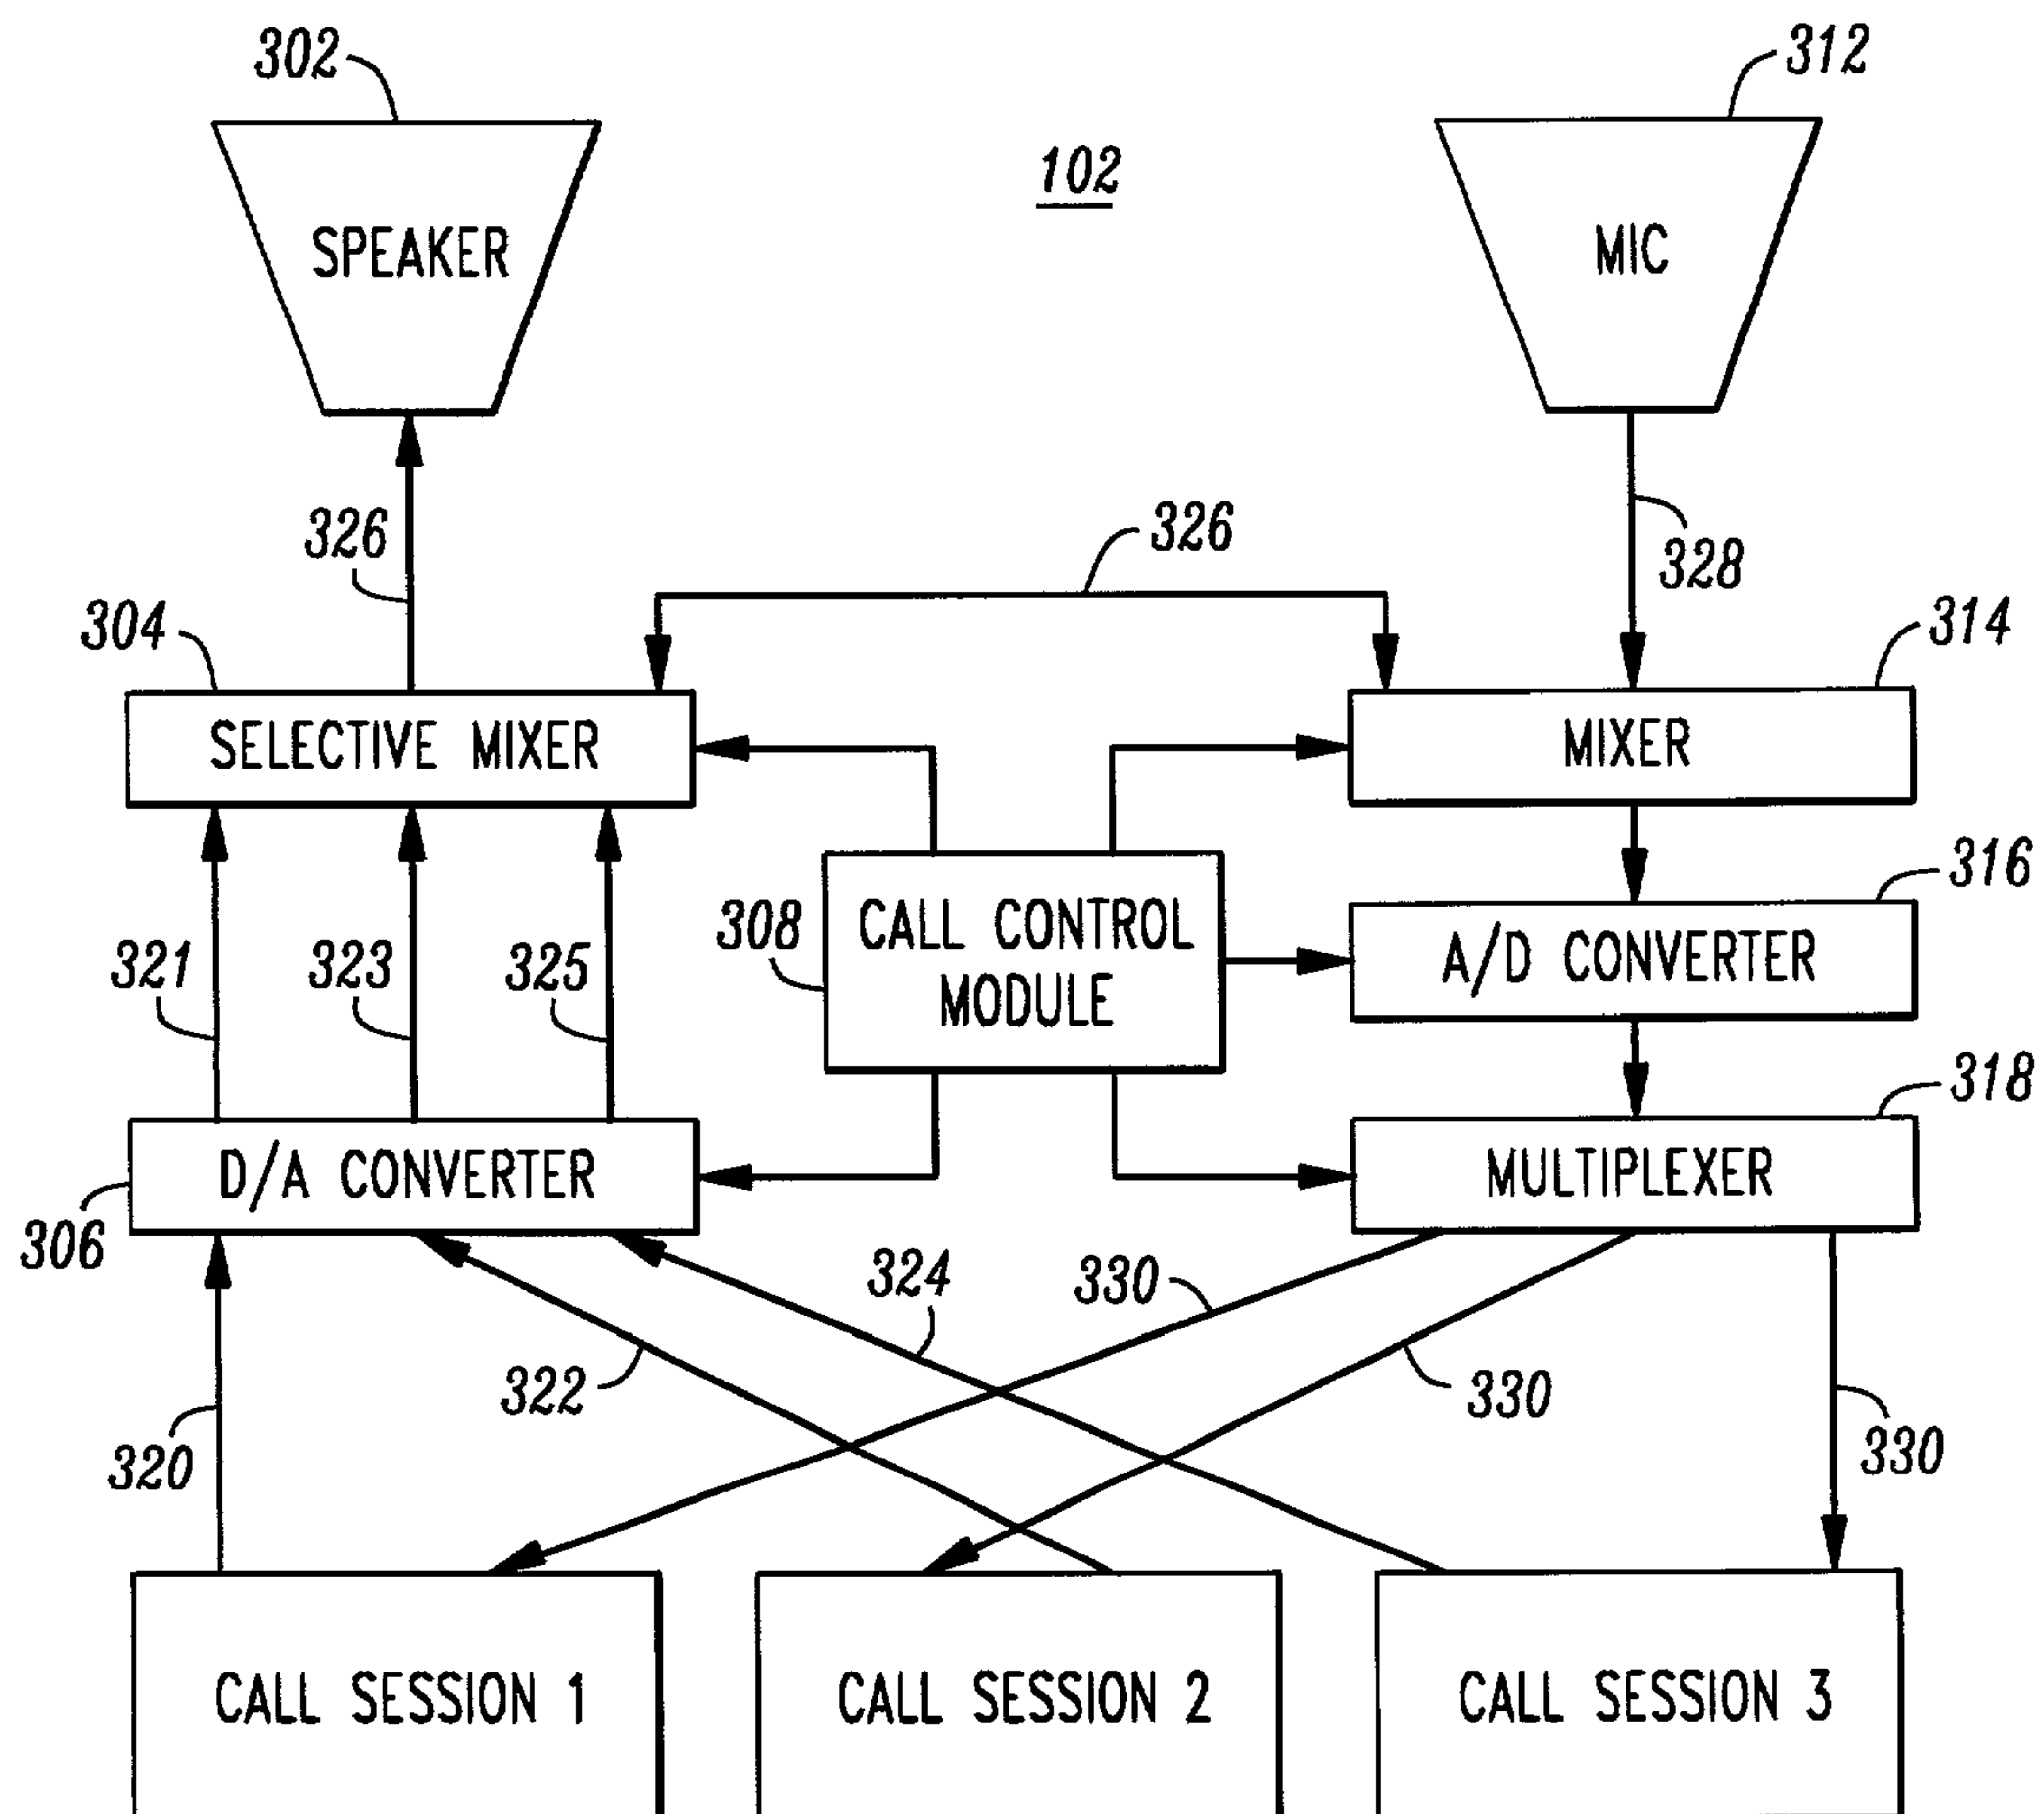 302
312
102
SPEAKER
MIC
326
326
328
304
314
SELECTIVE MIXER
MIXER
316
308
CALL CONTROL
MODULE
321
323
325
A/D CONVERTER
318
D/A CONVERTER
MULTIPLEXER
306
324
330
322
330
320
330
CALL SESSION 1
CALL SESSION 2
CALL SESSION 3